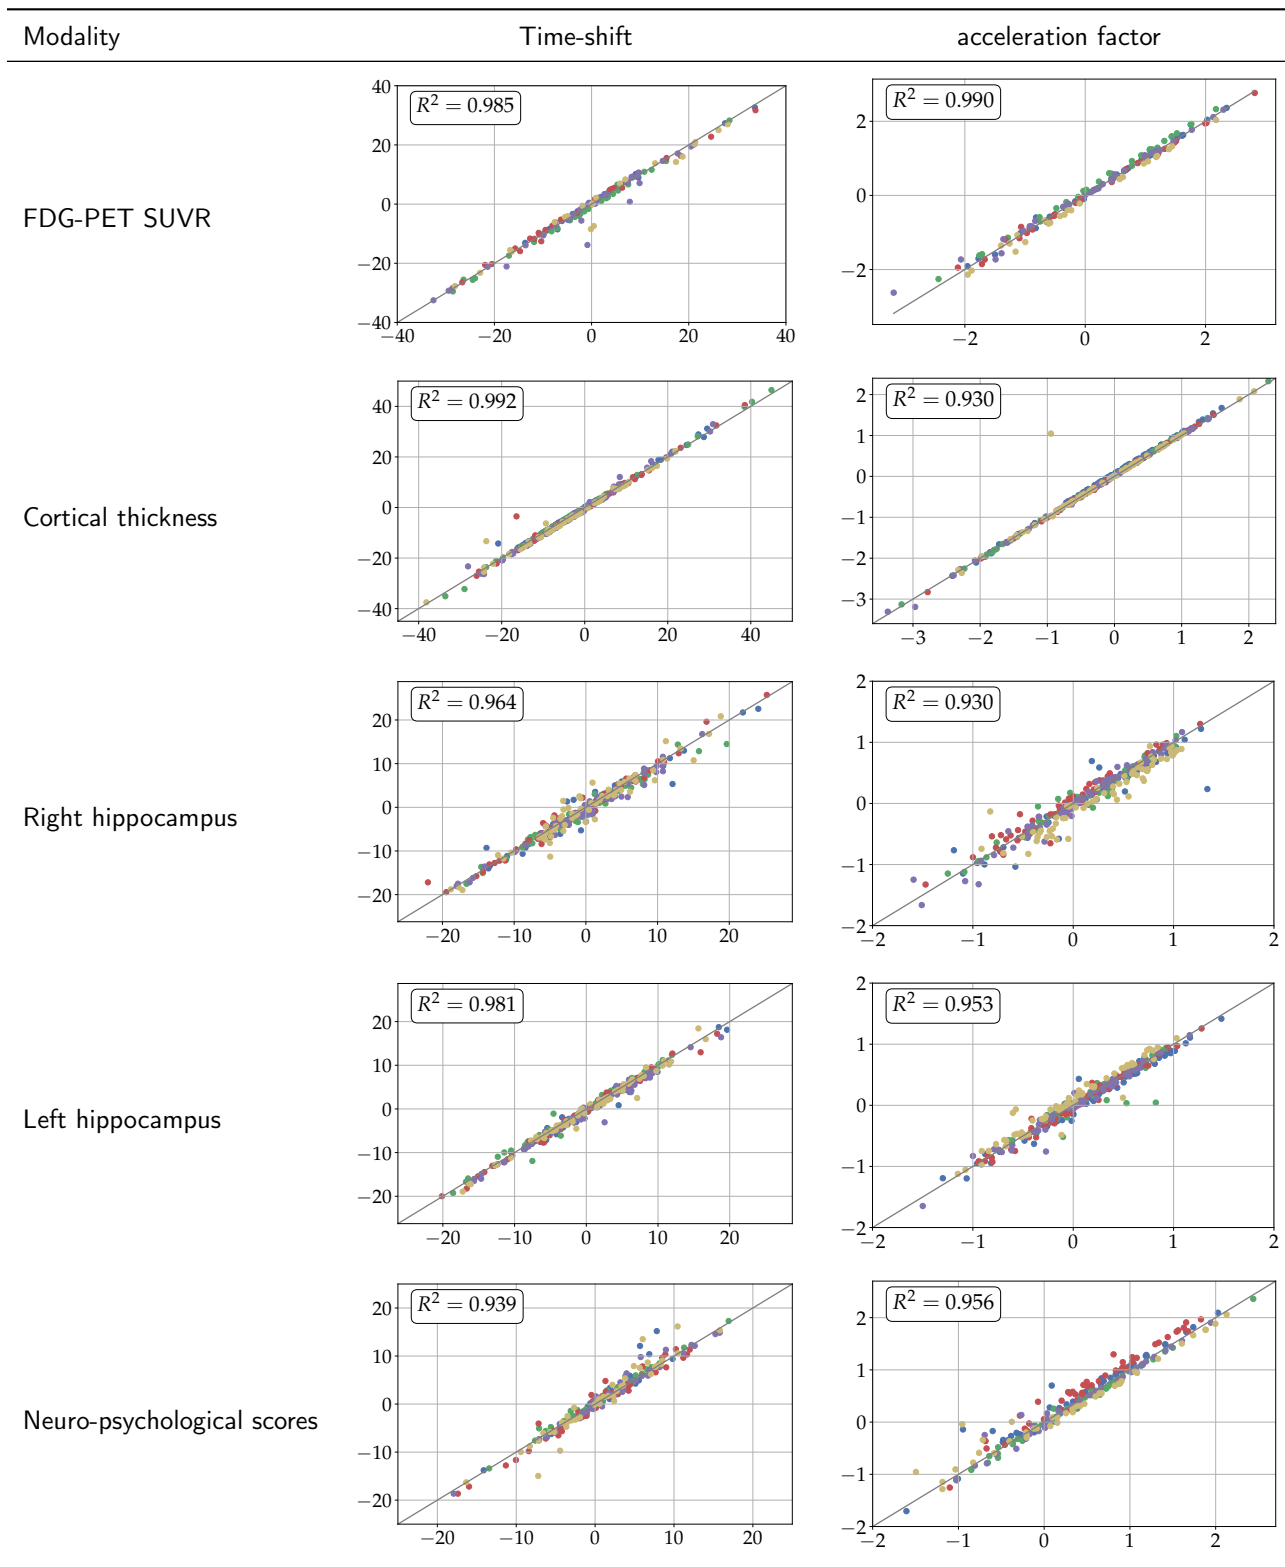 Modality Time-shift acceleration factor
FDG-PET SUVR
R² = 0.985
40
20
0
−20
−40
−40 −20 0 20 40
R² = 0.990
2
0
−2
−2 0 2
Cortical thickness
R² = 0.992
40
20
0
−20
−40
−40 −20 0 20 40
R² = 0.930
2
1
0
−1
−2
−3
−3 −2 −1 0 1 2
Right hippocampus
R² = 0.964
20
10
0
−10
−20
−20 −10 0 10 20
R² = 0.930
2
1
0
−1
−2
−2 −1 0 1 2
Left hippocampus
R² = 0.981
20
10
0
−10
−20
−20 −10 0 10 20
R² = 0.953
2
1
0
−1
−2
−2 −1 0 1 2
Neuro-psychological scores
R² = 0.939
20
10
0
−10
−20
−20 −10 0 10 20
R² = 0.956
2
1
0
−1
−2
−1 0 1 2